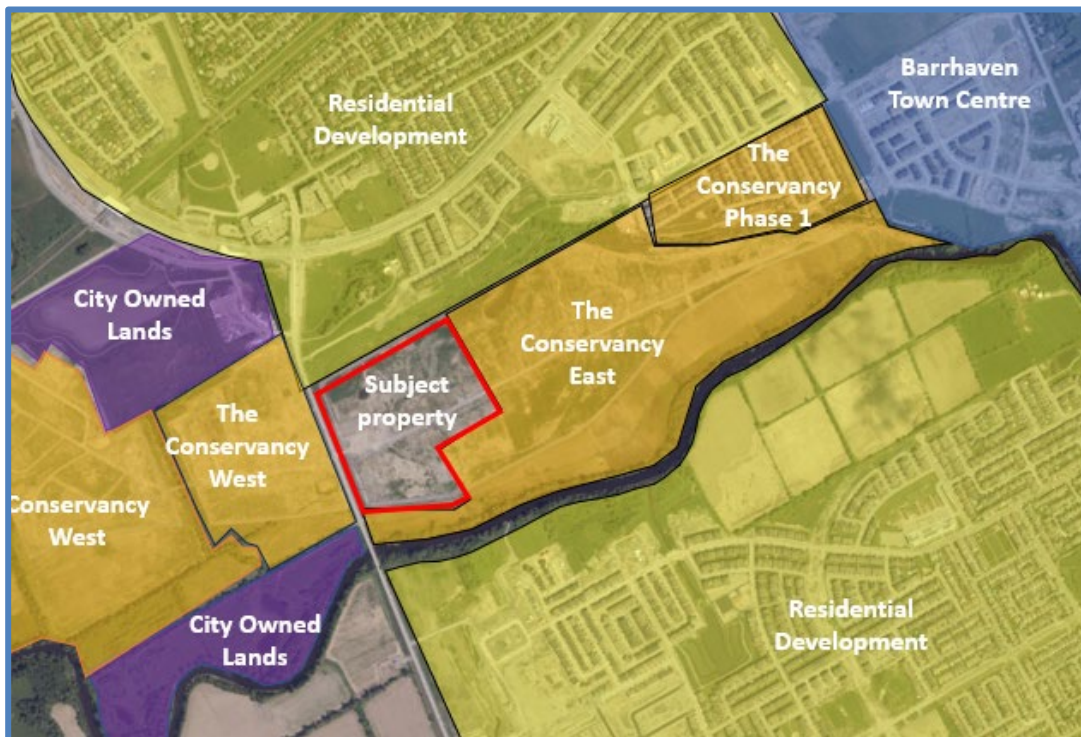 Residential
Development
Barrhaven
Town Centre
The
Conservancy
Phase 1
City Owned
Lands
The
Conservancy
East
Subject
property
The
Conservancy
West
Conservancy
West
City Owned
Lands
Residential
Development